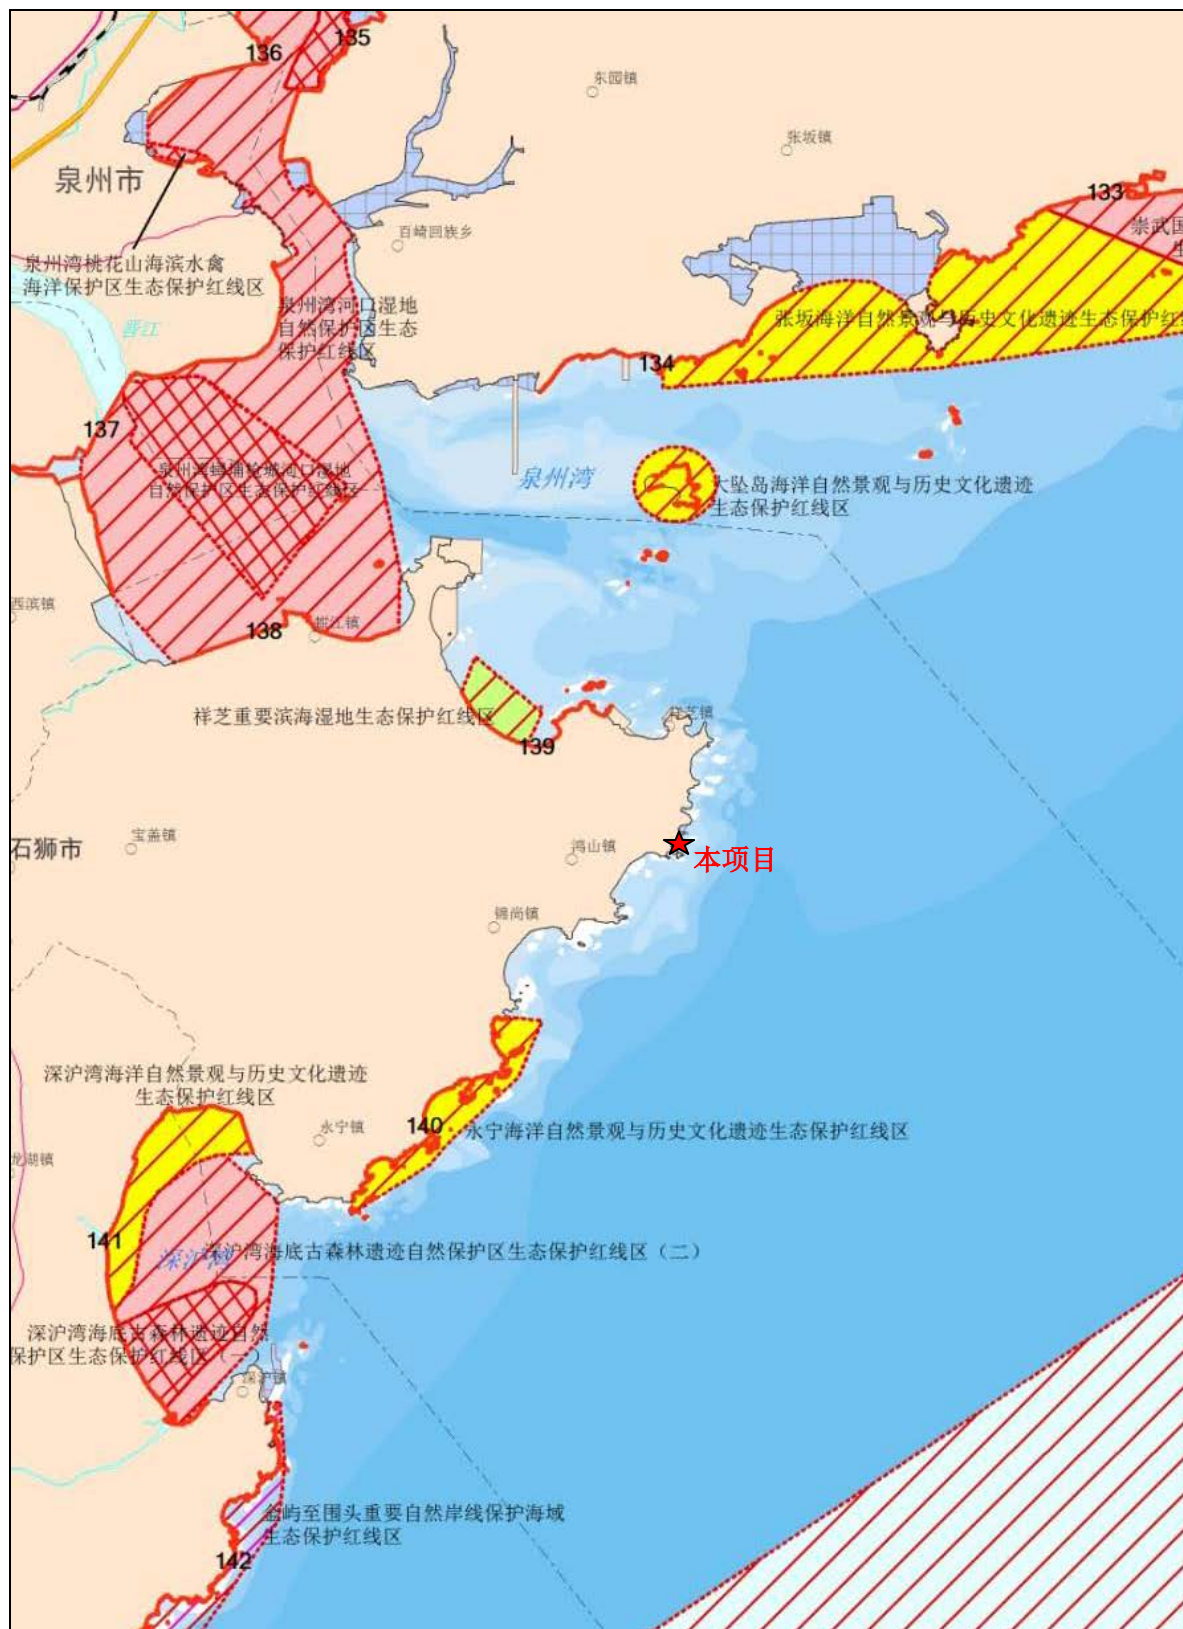 136
135
东园镇
张坂镇
泉州市
133
崇武国
百崎回族乡
泉州湾桃花山海滨水禽
海洋保护区生态保护红线区
泉州湾河口湿地
自然保护区生态
保护红线区
晋江
张坂海洋自然景观与历史文化遗迹生态保护红线
134
137
自然保护区生态保护红线区
泉州湾
大坠岛海洋自然景观与历史文化遗迹
生态保护红线区
西滨镇
138
蚶江镇
祥芝重要滨海湿地生态保护红线区
祥芝镇
139
石狮市
宝盖镇
鸿山镇
本项目
锦尚镇
深沪湾海洋自然景观与历史文化遗迹
生态保护红线区
140
永宁镇
永宁海洋自然景观与历史文化遗迹生态保护红线区
龙湖镇
141
深沪湾
深沪湾海底古森林遗迹自然保护区生态保护红线区（二）
深沪湾海底古森林遗迹自然
保护区生态保护红线区（一）
深沪镇
金屿至围头重要自然岸线保护海域
生态保护红线区
142